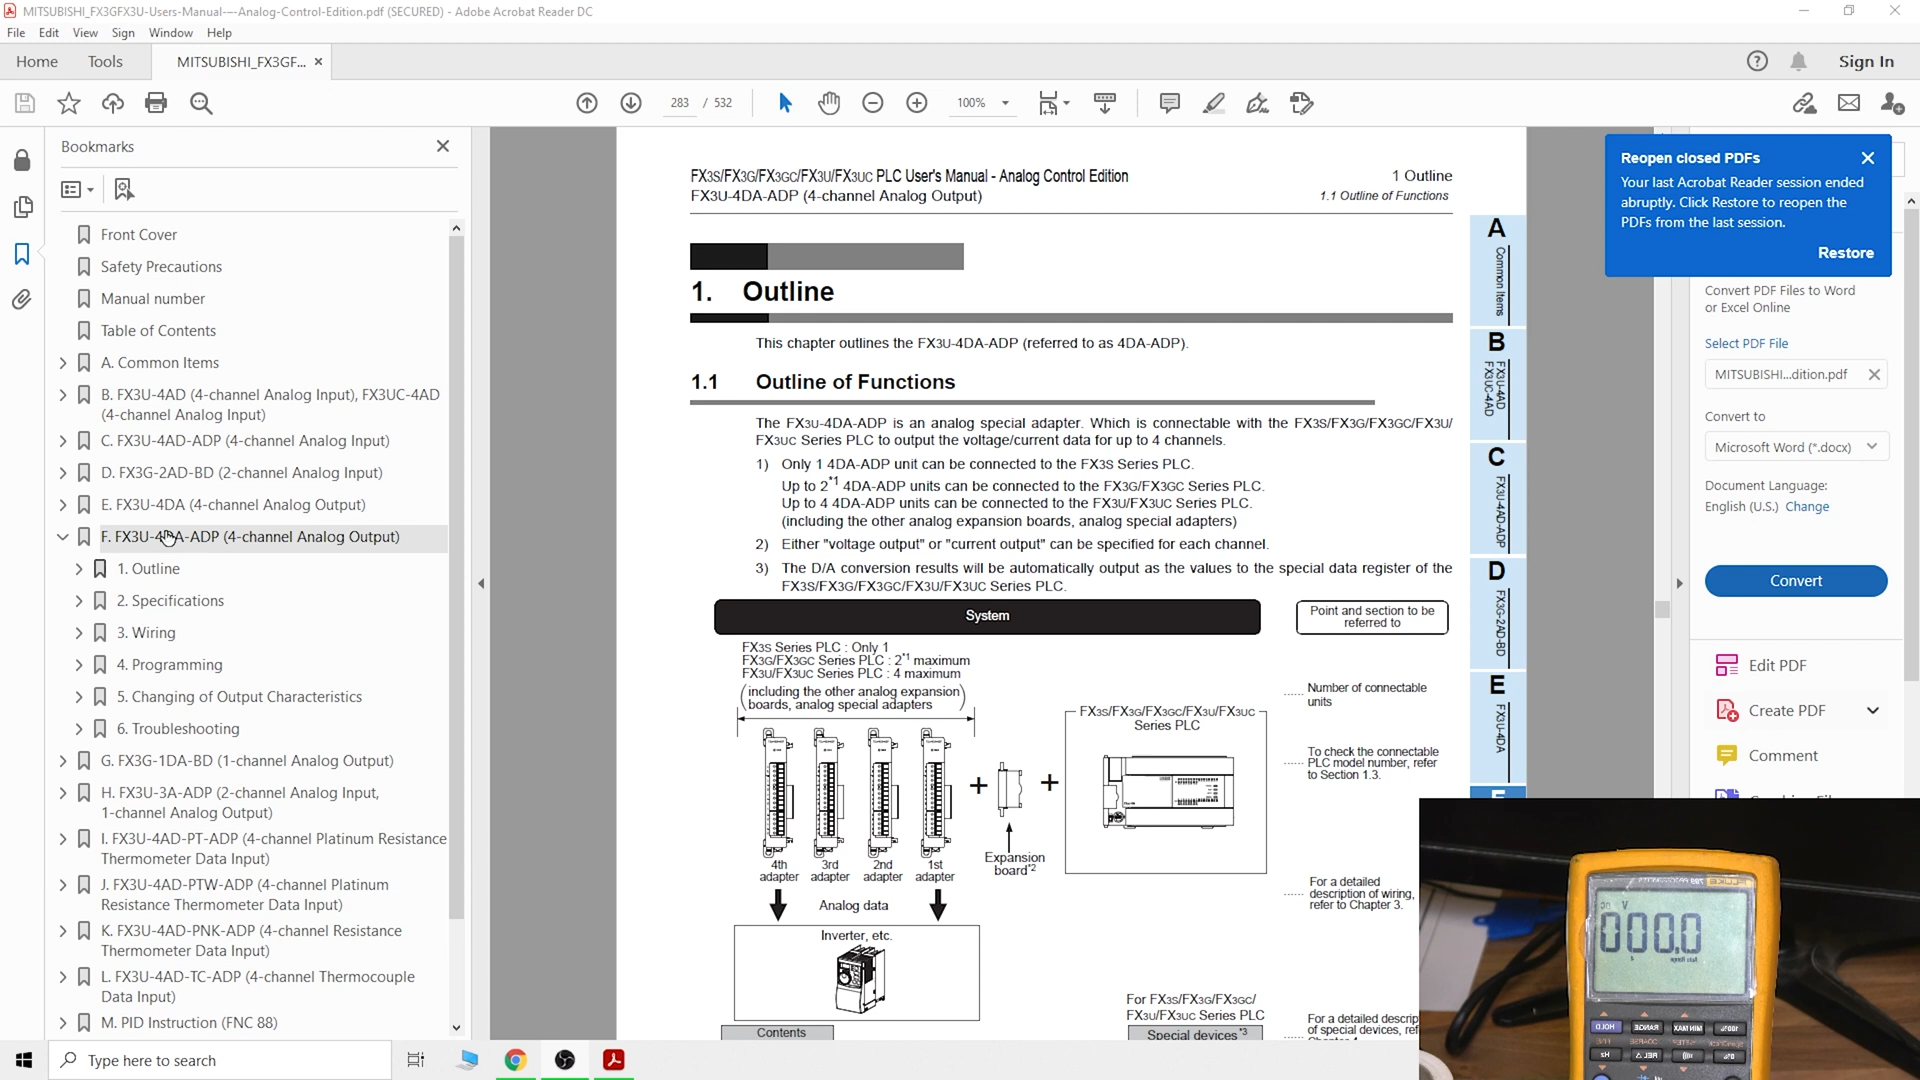 MITSUBISHI_FX3GFX3U-Users-Manual-–-Analog-Control-Edition.pdf (SECURED) - Adobe Acrobat Reader DC
File Edit View Sign Window Help
Home Tools MITSUBISHI_FX3GF... × Sign In
283 / 532 100%
Bookmarks
Front Cover
Safety Precautions
Manual number
Table of Contents
A. Common Items
B. FX3U-4AD (4-channel Analog Input), FX3UC-4AD
(4-channel Analog Input)
C. FX3U-4AD-ADP (4-channel Analog Input)
D. FX3G-2AD-BD (2-channel Analog Input)
E. FX3U-4DA (4-channel Analog Output)
F. FX3U-4DA-ADP (4-channel Analog Output)
1. Outline
2. Specifications
3. Wiring
4. Programming
5. Changing of Output Characteristics
6. Troubleshooting
G. FX3G-1DA-BD (1-channel Analog Output)
H. FX3U-3A-ADP (2-channel Analog Input,
1-channel Analog Output)
I. FX3U-4AD-PT-ADP (4-channel Platinum Resistance
Thermometer Data Input)
J. FX3U-4AD-PTW-ADP (4-channel Platinum
Resistance Thermometer Data Input)
K. FX3U-4AD-PNK-ADP (4-channel Resistance
Thermometer Data Input)
L. FX3U-4AD-TC-ADP (4-channel Thermocouple
Data Input)
M. PID Instruction (FNC 88)
FX3S/FX3G/FX3GC/FX3U/FX3UC PLC User's Manual - Analog Control Edition
FX3U-4DA-ADP (4-channel Analog Output)
1 Outline
1.1 Outline of Functions
1. Outline
This chapter outlines the FX3U-4DA-ADP (referred to as 4DA-ADP).
1.1 Outline of Functions
The FX3U-4DA-ADP is an analog special adapter. Which is connectable with the FX3S/FX3G/FX3GC/FX3U/
FX3UC Series PLC to output the voltage/current data for up to 4 channels.
1) Only 1 4DA-ADP unit can be connected to the FX3S Series PLC.
Up to 2*1 4DA-ADP units can be connected to the FX3G/FX3GC Series PLC.
Up to 4 4DA-ADP units can be connected to the FX3U/FX3UC Series PLC.
(including the other analog expansion boards, analog special adapters)
2) Either "voltage output" or "current output" can be specified for each channel.
3) The D/A conversion results will be automatically output as the values to the special data register of the
FX3S/FX3G/FX3GC/FX3U/FX3UC Series PLC.
System
Point and section to be
referred to
FX3S Series PLC : Only 1
FX3G/FX3GC Series PLC : 2*1 maximum
FX3U/FX3UC Series PLC : 4 maximum
(including the other analog expansion
boards, analog special adapters)
FX3S/FX3G/FX3GC/FX3U/FX3UC
Series PLC
Number of connectable
units
To check the connectable
PLC model number, refer
to Section 1.3.
4th
adapter
3rd
adapter
2nd
adapter
1st
adapter
+
+
Expansion
board*2
Analog data
For a detailed
description of wiring,
refer to Chapter 3.
Inverter, etc.
For FX3S/FX3G/FX3GC/
FX3U/FX3UC Series PLC
Contents
Special devices*3
For a detailed descrip
of special devices, ref
A
Common Items
B
FX3U-4AD
FX3UC-4AD
C
FX3U-4AD-ADP
D
FX3G-2AD-BD
E
FX3U-4DA
Reopen closed PDFs
Your last Acrobat Reader session ended
abruptly. Click Restore to reopen the
PDFs from the last session.
Restore
Convert PDF Files to Word
or Excel Online
Select PDF File
MITSUBISHI...dition.pdf
Convert to
Microsoft Word (*.docx)
Document Language:
English (U.S.) Change
Convert
Edit PDF
Create PDF
Comment
000.0
HOLD
RANGE
MIN MAX
100%
Hz
REL
0%
Type here to search